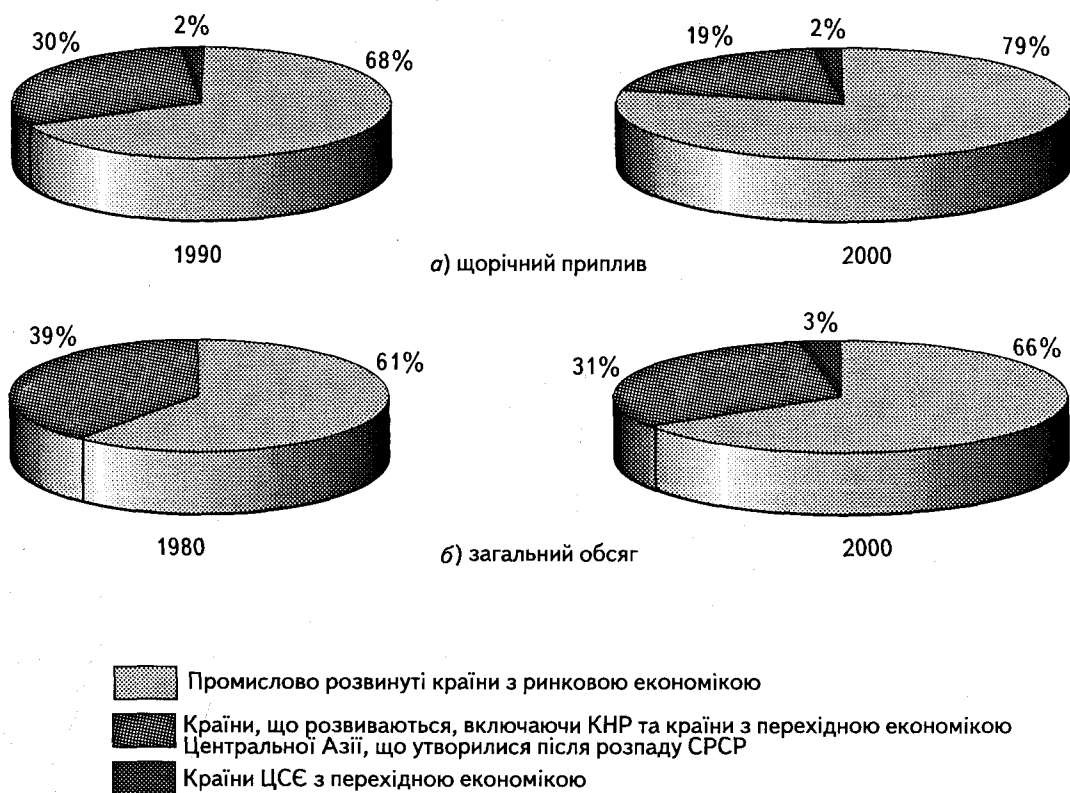 30%
2%
68%
19%
2%
79%
1990
а) щорічний приплив
2000
39%
61%
31%
3%
66%
1980
б) загальний обсяг
2000
Промислово розвинуті країни з ринковою економікою
Країни, що розвиваються, включаючи КНР та країни з перехідною економікою
Центральної Азії, що утворилися після розпаду СРСР
Країни ЦСЄ з перехідною економікою